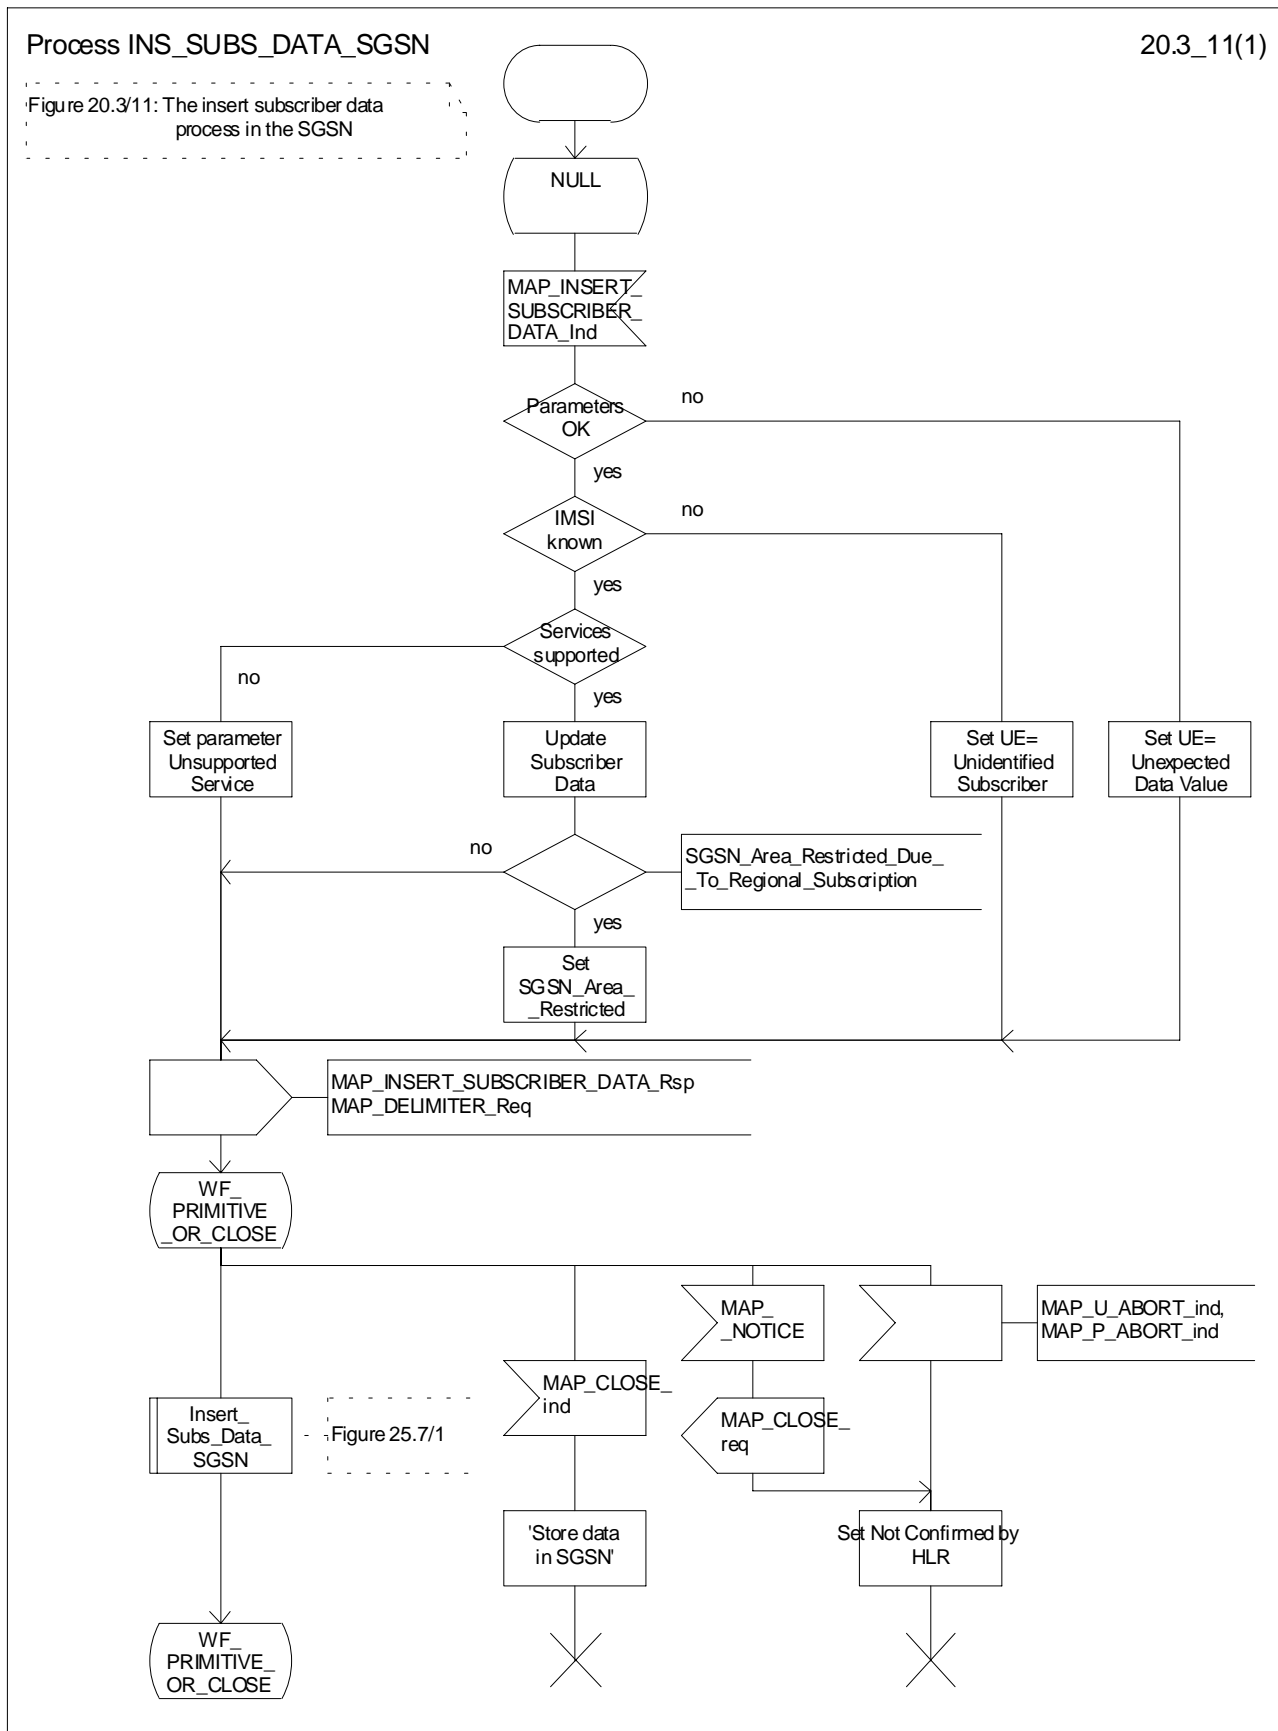 Process INS_SUBS_DATA_SGSN
20.3_11(1)
Figure 20.3/11: The insert subscriber data
process in the SGSN
NULL
MAP_INSERT_
SUBSCRIBER_
DATA_Ind
Parameters
OK
no
yes
IMSI
known
no
yes
Services
supported
no
yes
Set parameter
Unsupported
Service
Update
Subscriber
Data
Set UE=
Unidentified
Subscriber
Set UE=
Unexpected
Data Value
no
SGSN_Area_Restricted_Due_
_To_Regional_Subscription
yes
Set
SGSN_Area_
_Restricted
MAP_INSERT_SUBSCRIBER_DATA_Rsp
MAP_DELIMITER_Req
WF_
PRIMITIVE
_OR_CLOSE
MAP_
_NOTICE
MAP_U_ABORT_ind,
MAP_P_ABORT_ind
MAP_CLOSE_
ind
Insert_
Subs_Data_
SGSN
Figure 25.7/1
MAP_CLOSE_
req
'Store data
in SGSN'
Set Not Confirmed by
HLR
WF_
PRIMITIVE_
OR_CLOSE